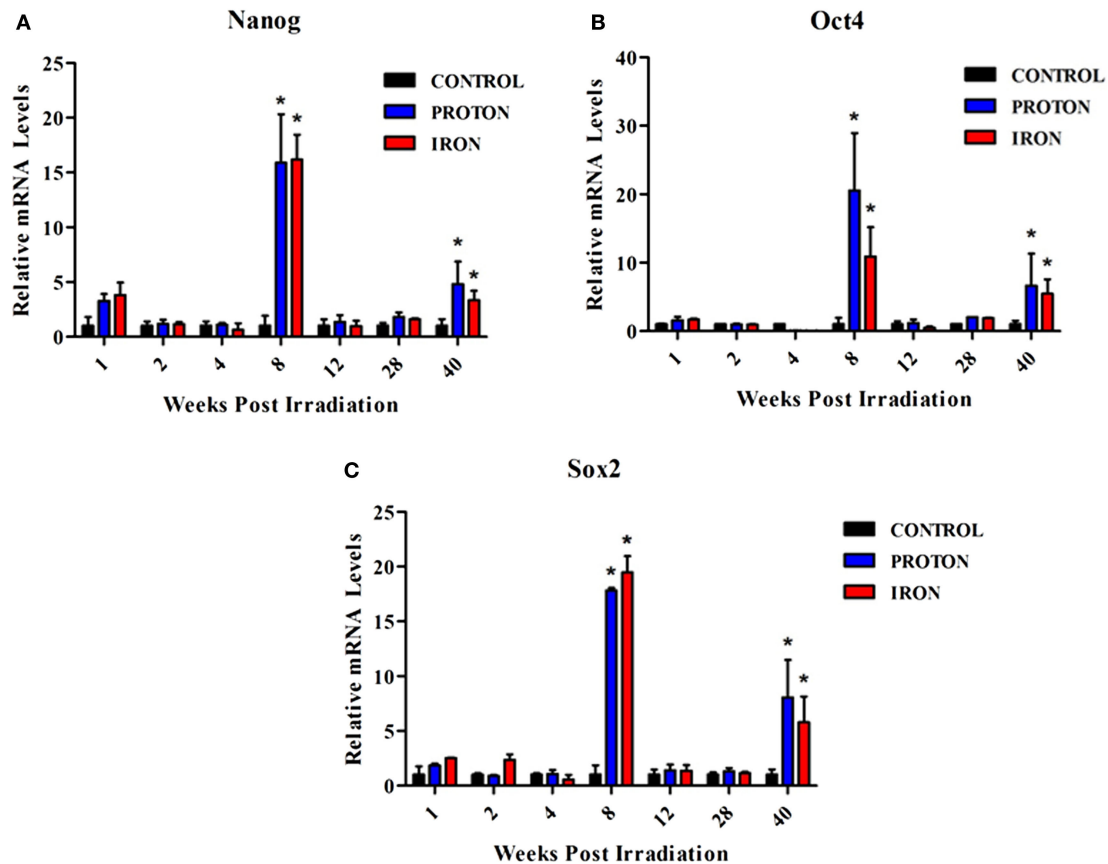 A
Nanog
Relative mRNA Levels
25
20
15
10
5
0
CONTROL
PROTON
IRON
* *
* *
1 2 4 8 12 28 40
Weeks Post Irradiation
B
Oct4
Relative mRNA Levels
40
30
20
10
0
CONTROL
PROTON
IRON
* *
* *
1 2 4 8 12 28 40
Weeks Post Irradiation
C
Sox2
Relative mRNA Levels
25
20
15
10
5
0
CONTROL
PROTON
IRON
* *
* *
1 2 4 8 12 28 40
Weeks Post Irradiation